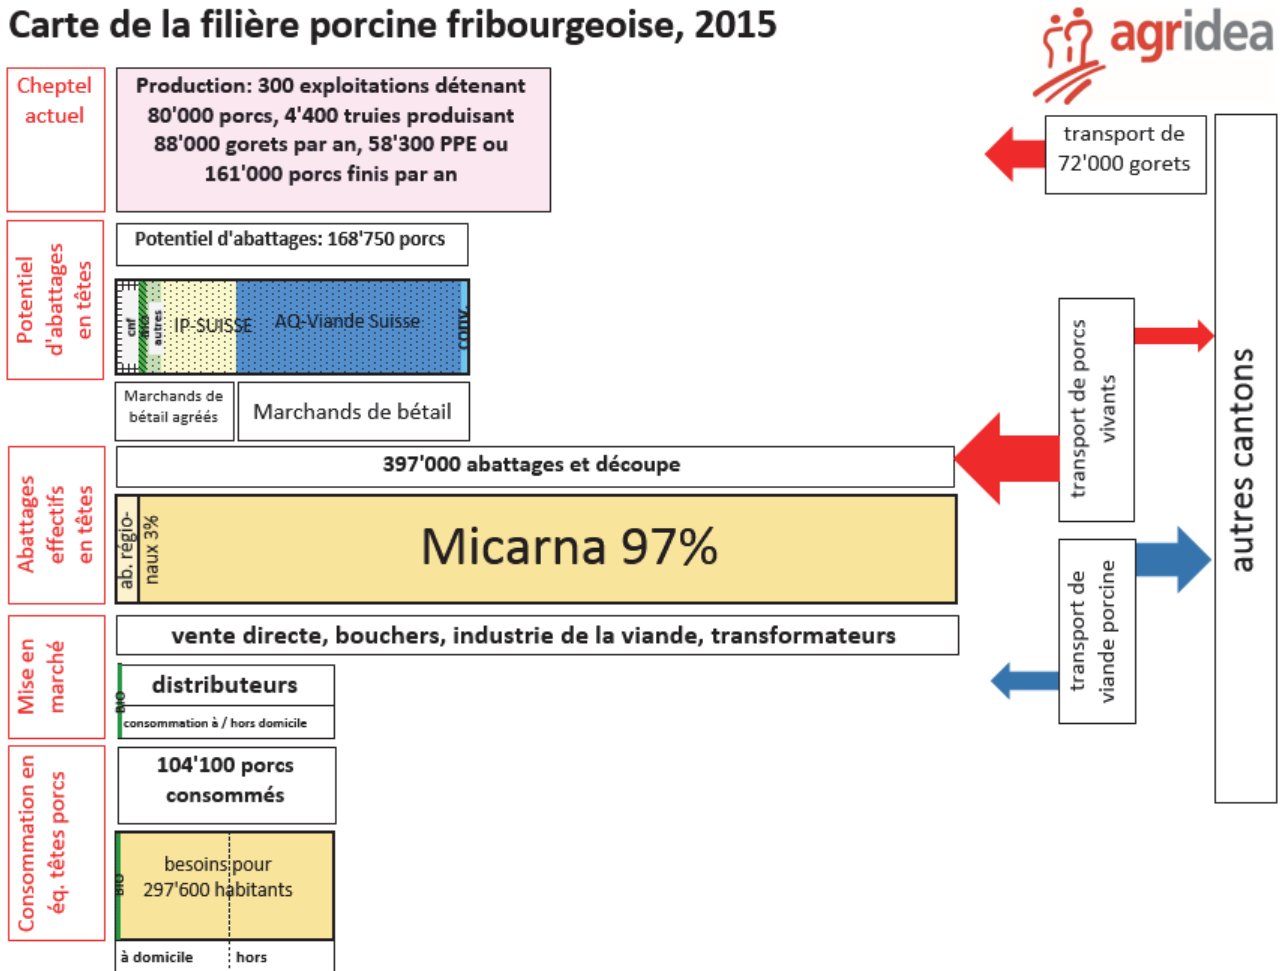 Carte de la filière porcine fribourgeoise, 2015
agridea
Cheptel
actuel
Production: 300 exploitations détenant
80'000 porcs, 4'400 truies produisant
88'000 gorets par an, 58'300 PPE ou
161'000 porcs finis par an
transport de
72'000 gorets
Potentiel
d'abattages
en têtes
Potentiel d'abattages: 168'750 porcs
cnf
BIO
autres
IP-SUISSE
AQ-Viande Suisse
conv.
Marchands de
bétail agréés
Marchands de bétail
transport de porcs
vivants
autres cantons
Abattages
effectifs
en têtes
397'000 abattages et découpe
ab. régio-
naux 3%
Micarna 97%
transport de
viande porcine
Mise en
marché
vente directe, bouchers, industrie de la viande, transformateurs
BIO
distributeurs
consommation à / hors domicile
Consommation en
éq. têtes porcs
104'100 porcs
consommés
BIO
besoins pour
297'600 habitants
à domicile
hors